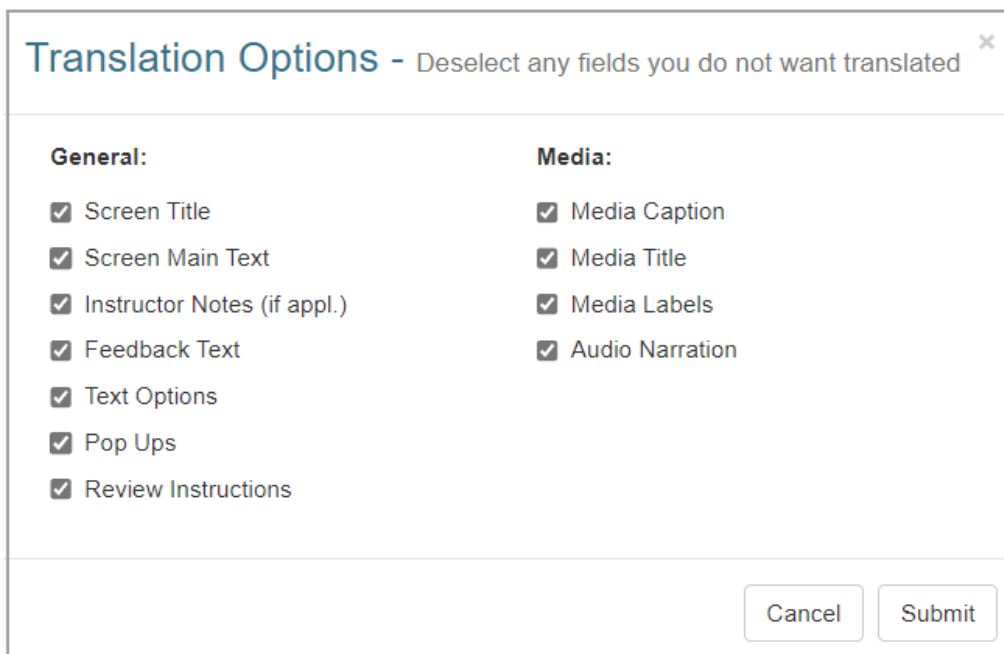 Translation Options - Deselect any fields you do not want translated ×
General:
Screen Title
Screen Main Text
Instructor Notes (if appl.)
Feedback Text
Text Options
Pop Ups
Review Instructions
Media:
Media Caption
Media Title
Media Labels
Audio Narration
Cancel Submit